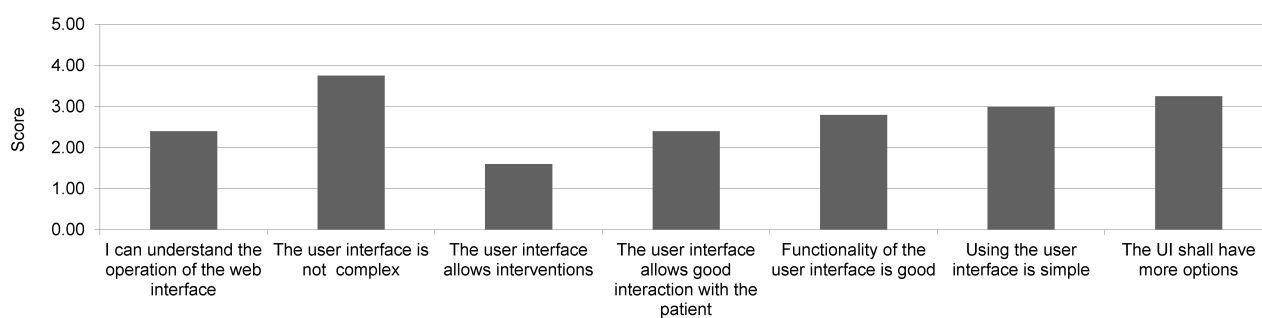 5.00
4.00
3.00
2.00
1.00
0.00
Score
I can understand the
operation of the web
interface
The user interface is
not complex
The user interface
allows interventions
The user interface
allows good
interaction with the
patient
Functionality of the
user interface is good
Using the user
interface is simple
The UI shall have
more options